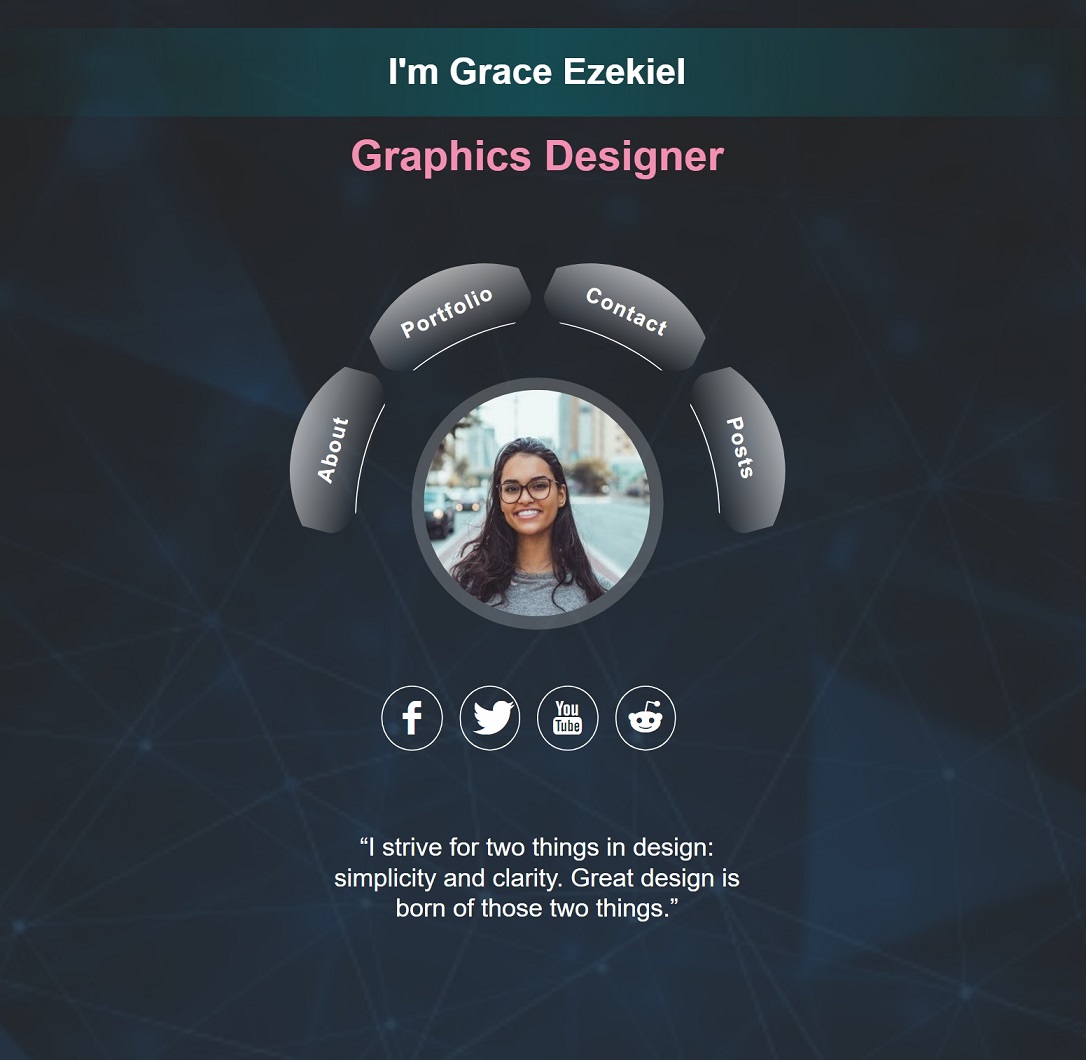 I'm Grace Ezekiel
Graphics Designer
Portfolio
Contact
About
Posts
f
You
Tube
“I strive for two things in design:
simplicity and clarity. Great design is
born of those two things.”